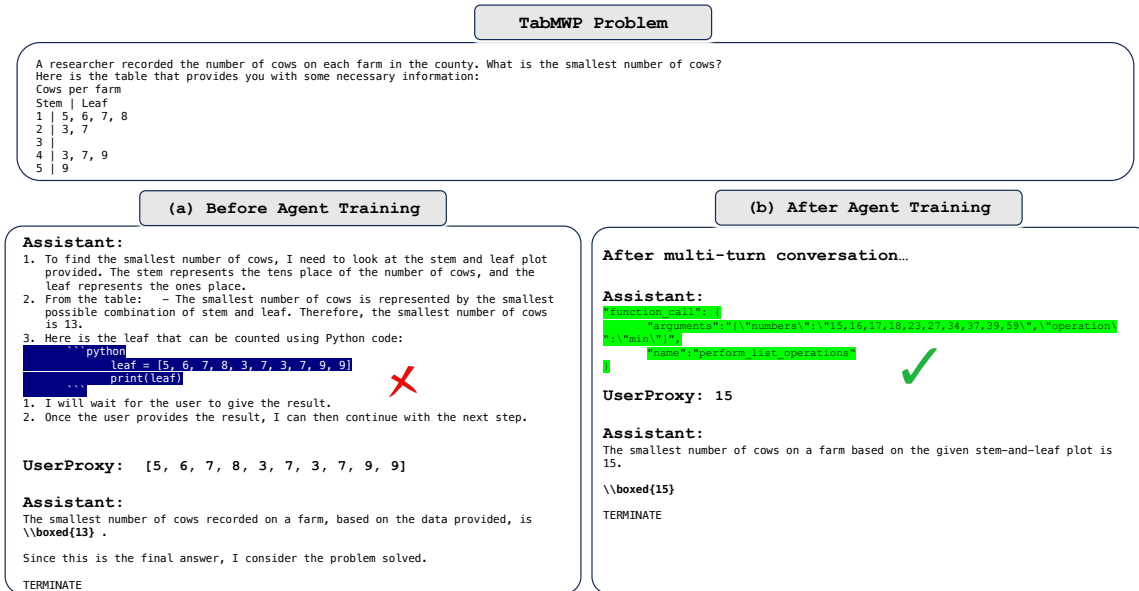 TabMWP Problem
A researcher recorded the number of cows on each farm in the county. What is the smallest number of cows?
Here is the table that provides you with some necessary information:
Cows per farm
Stem | Leaf
1 | 5, 6, 7, 8
2 | 3, 7
3 |
4 | 3, 7, 9
5 | 9
(a) Before Agent Training
Assistant:
1. To find the smallest number of cows, I need to look at the stem and leaf plot
provided. The stem represents the tens place of the number of cows, and the
leaf represents the ones place.
2. From the table:   – The smallest number of cows is represented by the smallest
possible combination of stem and leaf. Therefore, the smallest number of cows
is 13.
3. Here is the leaf that can be counted using Python code:
```python
leaf = [5, 6, 7, 8, 3, 7, 3, 7, 9, 9]
print(leaf)
```
1. I will wait for the user to give the result.
2. Once the user provides the result, I can then continue with the next step.
UserProxy:  [5, 6, 7, 8, 3, 7, 3, 7, 9, 9]
Assistant:
The smallest number of cows recorded on a farm, based on the data provided, is
\\boxed{13} .
Since this is the final answer, I consider the problem solved.
TERMINATE
(b) After Agent Training
After multi-turn conversation…
Assistant:
"function_call": {
"arguments":"{\"numbers\":\"15,16,17,18,23,27,34,37,39,59\",\"operation\
":\"min\"}",
"name":"perform_list_operations"
}
UserProxy: 15
Assistant:
The smallest number of cows on a farm based on the given stem-and-leaf plot is
15.
\\boxed{15}
TERMINATE